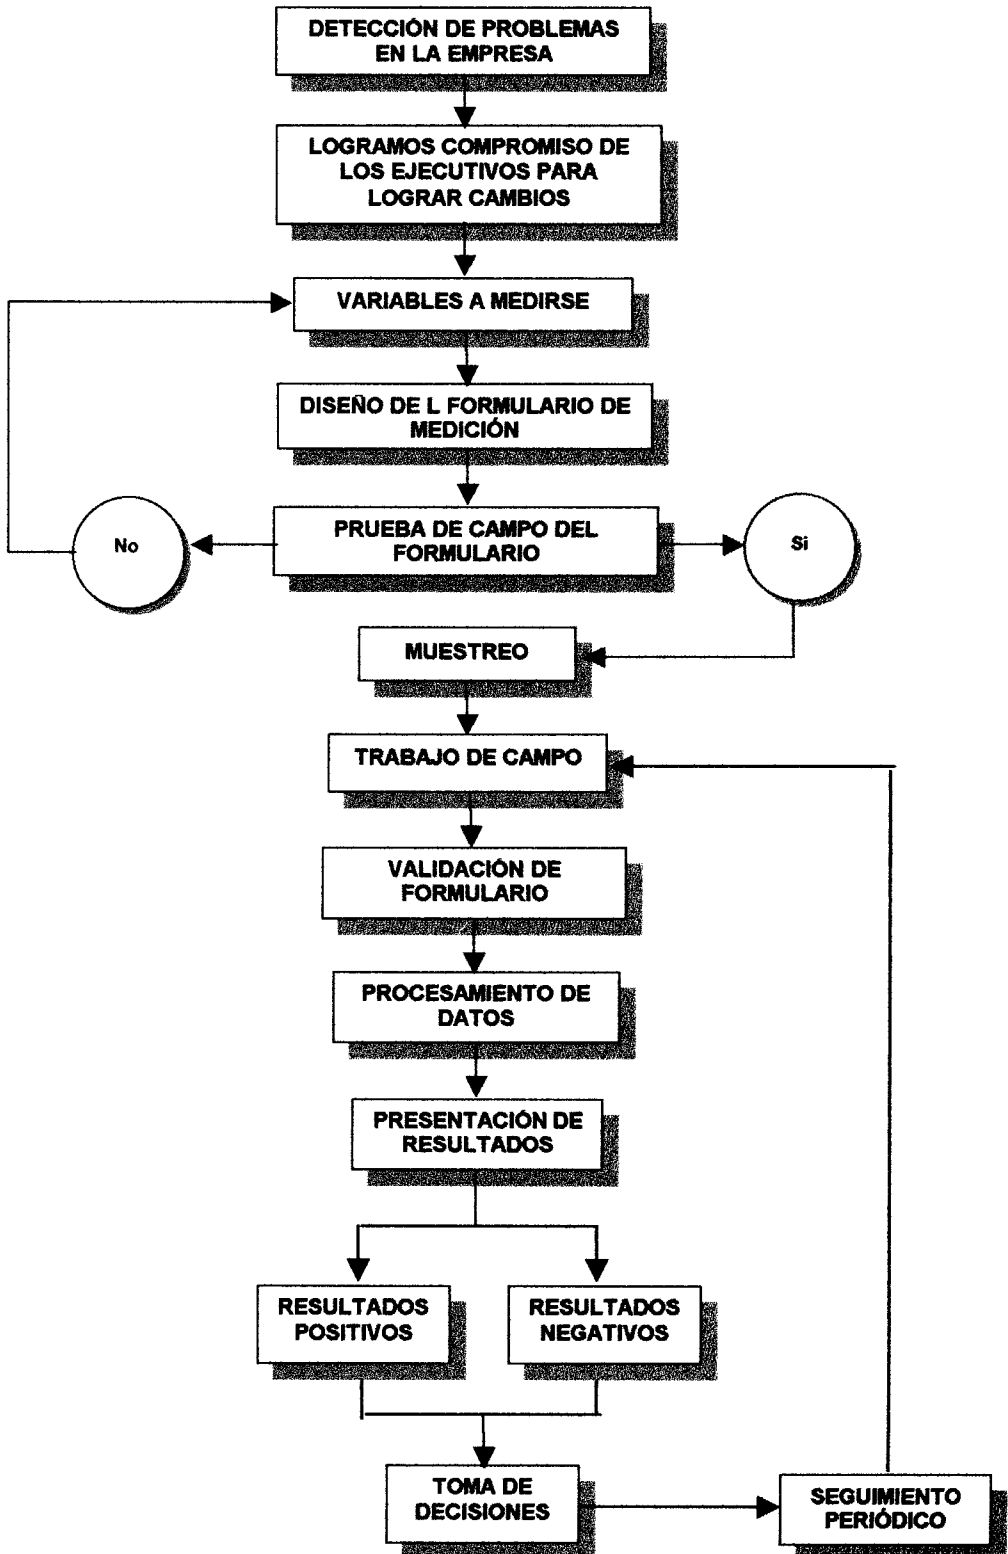 DETECCIÓN DE PROBLEMAS
EN LA EMPRESA
LOGRAMOS COMPROMISO DE
LOS EJECUTIVOS PARA
LOGRAR CAMBIOS
VARIABLES A MEDIRSE
DISEÑO DE L FORMULARIO DE
MEDICIÓN
No
PRUEBA DE CAMPO DEL
FORMULARIO
Si
MUESTREO
TRABAJO DE CAMPO
VALIDACIÓN DE
FORMULARIO
PROCESAMIENTO DE
DATOS
PRESENTACIÓN DE
RESULTADOS
RESULTADOS
POSITIVOS
RESULTADOS
NEGATIVOS
TOMA DE
DECISIONES
SEGUIMIENTO
PERIÓDICO